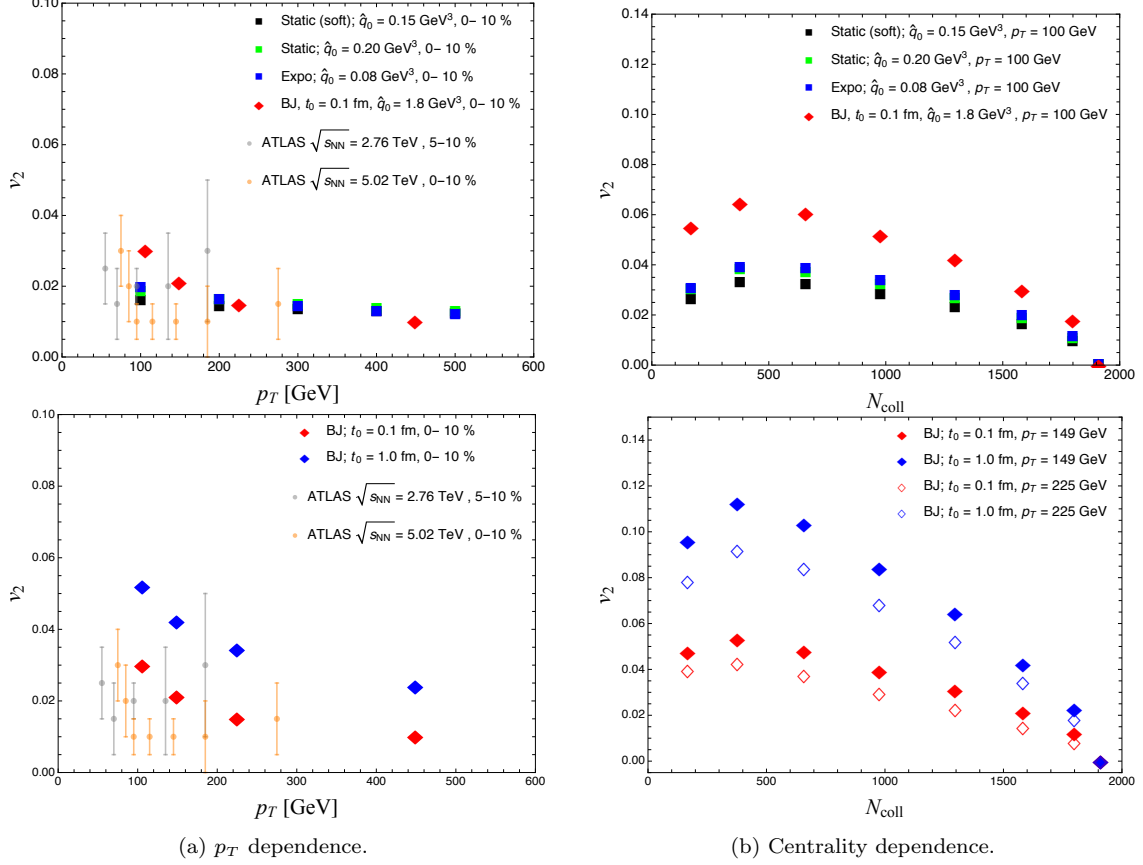 0.10
0.08
0.06
0.04
0.02
0.00
v₂
Static (soft); q̂₀ = 0.15 GeV³, 0– 10 %
Static; q̂₀ = 0.20 GeV³, 0– 10 %
Expo; q̂₀ = 0.08 GeV³, 0– 10 %
BJ, t₀ = 0.1 fm, q̂₀ = 1.8 GeV³, 0– 10 %
ATLAS √sNN = 2.76 TeV , 5–10 %
ATLAS √sNN = 5.02 TeV , 0–10 %
0 100 200 300 400 500 600
pT [GeV]
0.14
0.12
0.10
0.08
0.06
0.04
0.02
0.00
v₂
Static (soft); q̂₀ = 0.15 GeV³, pT = 100 GeV
Static; q̂₀ = 0.20 GeV³, pT = 100 GeV
Expo; q̂₀ = 0.08 GeV³ , pT = 100 GeV
BJ, t₀ = 0.1 fm, q̂₀ = 1.8 GeV³ , pT = 100 GeV
0 500 1000 1500 2000
Ncoll
0.10
0.08
0.06
0.04
0.02
0.00
v₂
BJ; t₀ = 0.1 fm, 0– 10 %
BJ; t₀ = 1.0 fm, 0– 10 %
ATLAS √sNN = 2.76 TeV , 5–10 %
ATLAS √sNN = 5.02 TeV , 0–10 %
0 100 200 300 400 500 600
pT [GeV]
(a) pT dependence.
0.14
0.12
0.10
0.08
0.06
0.04
0.02
0.00
v₂
BJ; t₀ = 0.1 fm, pT = 149 GeV
BJ; t₀ = 1.0 fm, pT = 149 GeV
BJ; t₀ = 0.1 fm, pT = 225 GeV
BJ; t₀ = 1.0 fm, pT = 225 GeV
0 500 1000 1500 2000
Ncoll
(b) Centrality dependence.